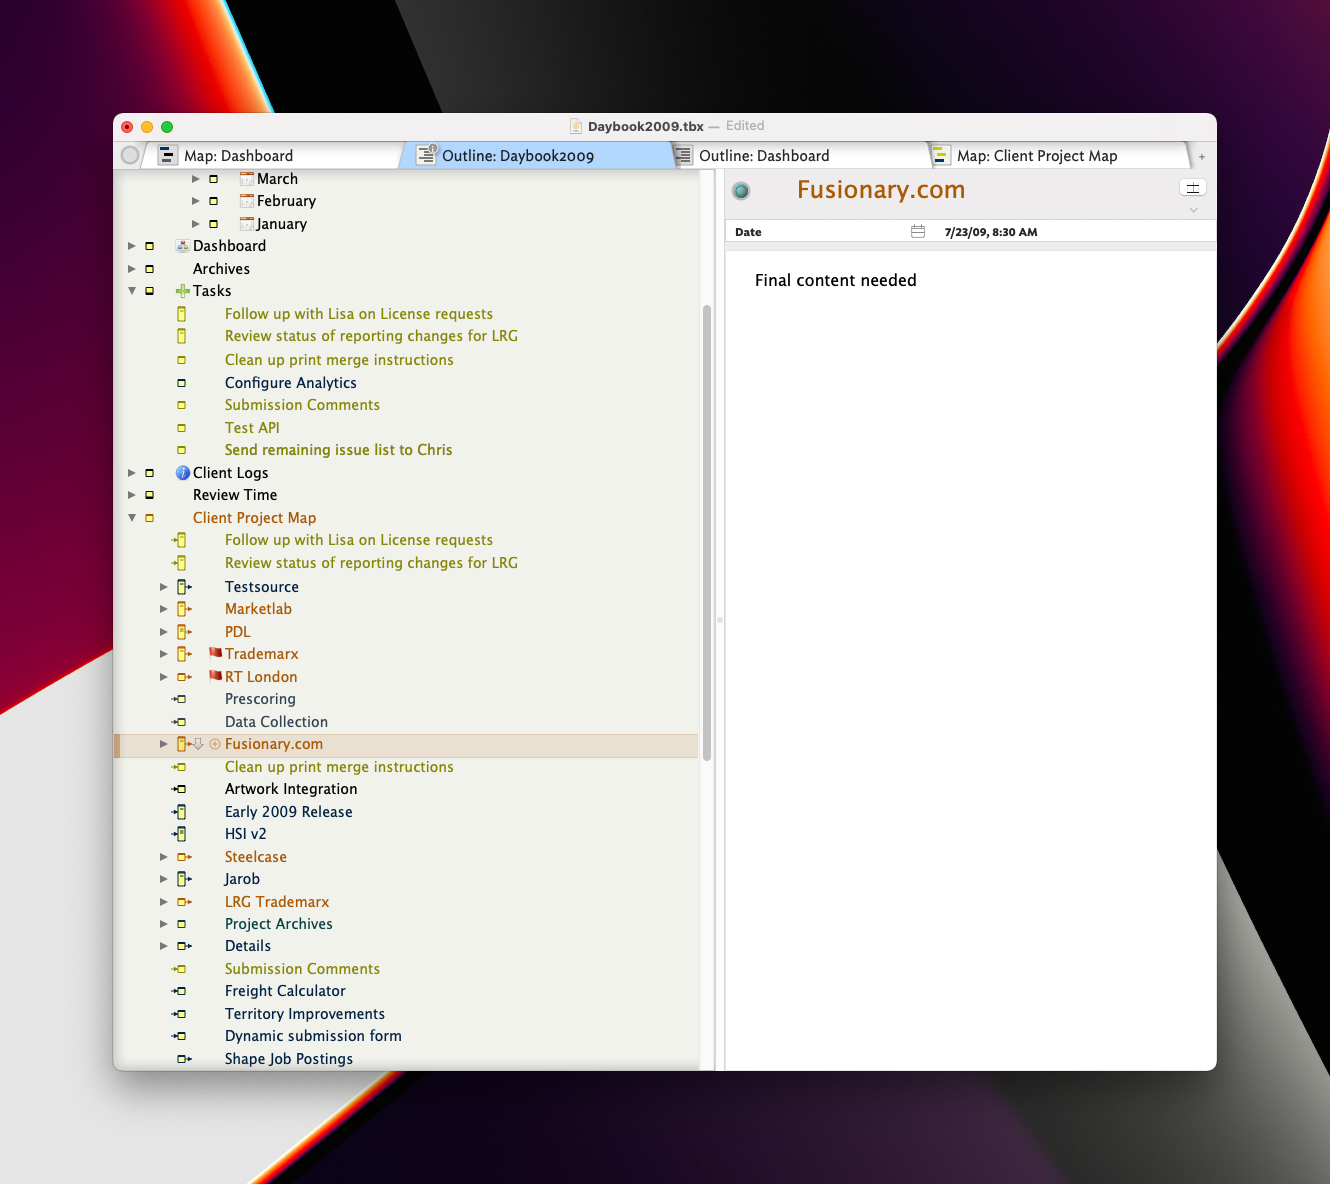 Daybook2009.tbx — Edited
Map: Dashboard
Outline: Daybook2009
Outline: Dashboard
Map: Client Project Map
+
March
February
January
Dashboard
Archives
Tasks
Follow up with Lisa on License requests
Review status of reporting changes for LRG
Clean up print merge instructions
Configure Analytics
Submission Comments
Test API
Send remaining issue list to Chris
Client Logs
Review Time
Client Project Map
Follow up with Lisa on License requests
Review status of reporting changes for LRG
Testsource
Marketlab
PDL
Trademarx
RT London
Prescoring
Data Collection
Fusionary.com
Clean up print merge instructions
Artwork Integration
Early 2009 Release
HSI v2
Steelcase
Jarob
LRG Trademarx
Project Archives
Details
Submission Comments
Freight Calculator
Territory Improvements
Dynamic submission form
Shape Job Postings
Fusionary.com
Date 7/23/09, 8:30 AM
Final content needed